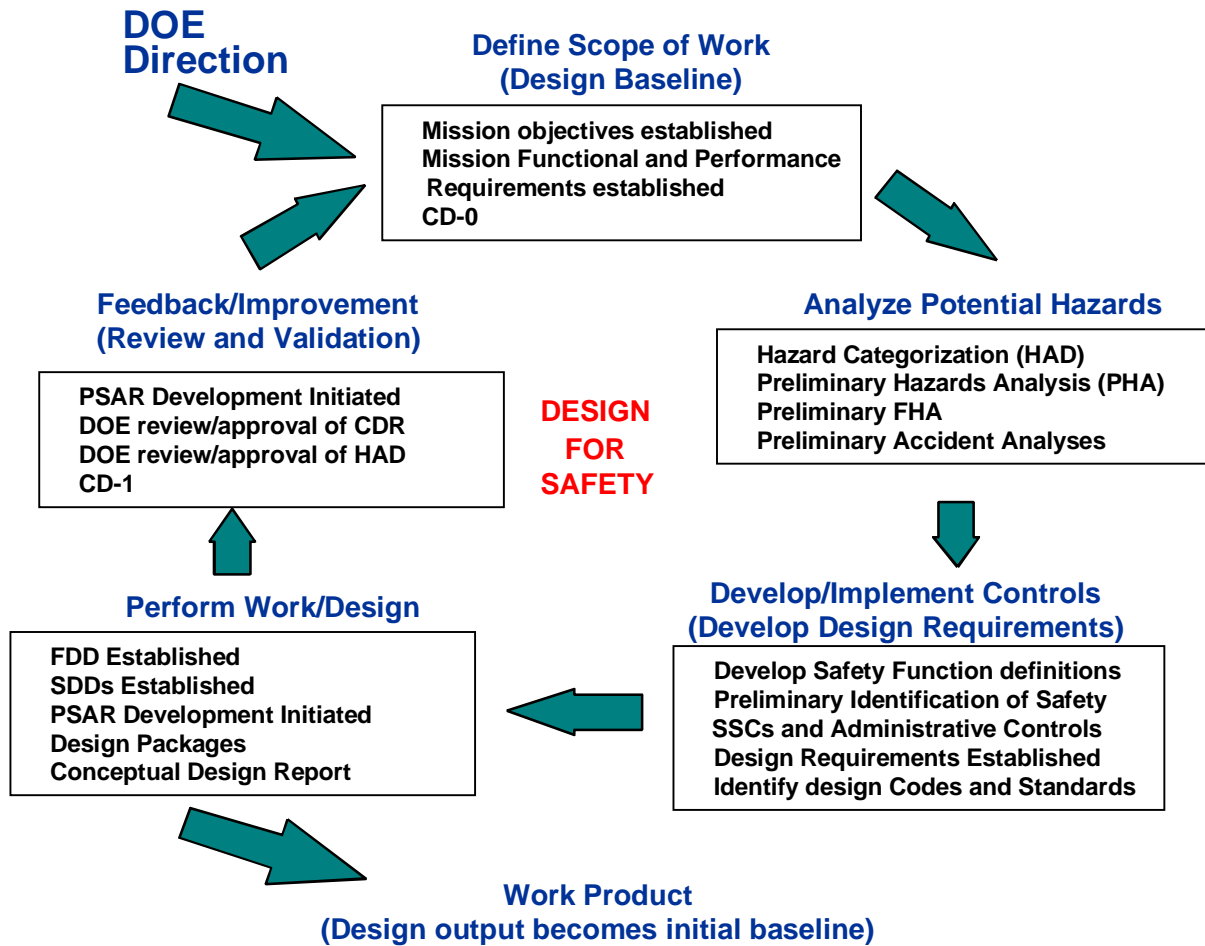 DOE
Direction
Define Scope of Work
(Design Baseline)
Mission objectives established
Mission Functional and Performance
Requirements established
CD-0
Feedback/Improvement
(Review and Validation)
PSAR Development Initiated
DOE review/approval of CDR
DOE review/approval of HAD
CD-1
DESIGN
FOR
SAFETY
Analyze Potential Hazards
Hazard Categorization (HAD)
Preliminary Hazards Analysis (PHA)
Preliminary FHA
Preliminary Accident Analyses
Perform Work/Design
FDD Established
SDDs Established
PSAR Development Initiated
Design Packages
Conceptual Design Report
Develop/Implement Controls
(Develop Design Requirements)
Develop Safety Function definitions
Preliminary Identification of Safety
SSCs and Administrative Controls
Design Requirements Established
Identify design Codes and Standards
Work Product
(Design output becomes initial baseline)